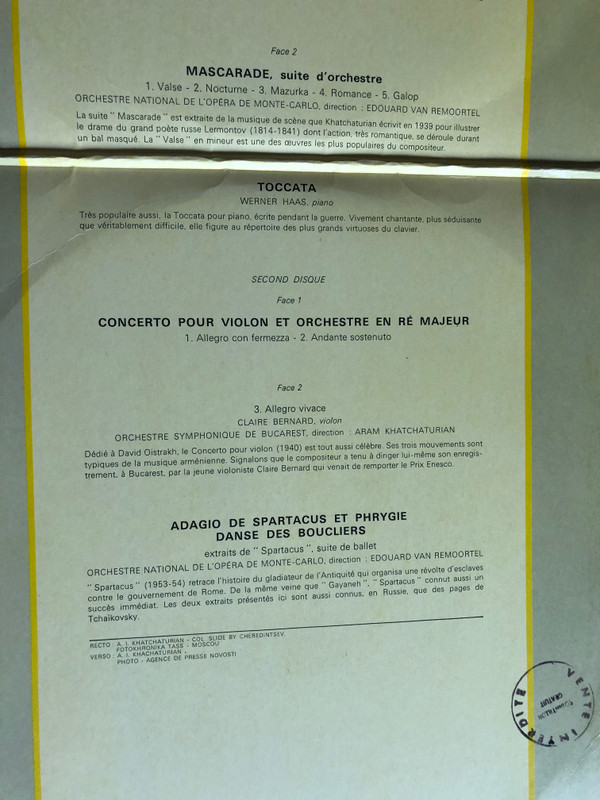 Face 2
MASCARADE, suite d'orchestre
1. Valse - 2. Nocturne - 3. Mazurka - 4. Romance - 5. Galop
ORCHESTRE NATIONAL DE L'OPÉRA DE MONTE-CARLO, direction : EDOUARD VAN REMOORTEL
La suite " Mascarade " est extraite de la musique de scène que Khatchaturian écrivit en 1939 pour illustrer
le drame du grand poète russe Lermontov (1814-1841) dont l'action, très romantique, se déroule durant
un bal masqué. La " Valse " en mineur est une des œuvres les plus populaires du compositeur.
TOCCATA
WERNER HAAS, piano
Très populaire aussi, la Toccata pour piano, écrite pendant la guerre. Vivement chantante, plus séduisante
que véritablement difficile, elle figure au répertoire des plus grands virtuoses du clavier.
SECOND DISQUE
Face 1
CONCERTO POUR VIOLON ET ORCHESTRE EN RÉ MAJEUR
1. Allegro con fermezza - 2. Andante sostenuto
Face 2
3. Allegro vivace
CLAIRE BERNARD, violon
ORCHESTRE SYMPHONIQUE DE BUCAREST, direction : ARAM KHATCHATURIAN
Dédié à David Oistrakh, le Concerto pour violon (1940) est tout aussi célèbre. Ses trois mouvements sont
typiques de la musique arménienne. Signalons que le compositeur a tenu à diriger lui-même son enregis-
trement, à Bucarest, par la jeune violoniste Claire Bernard qui venait de remporter le Prix Enesco.
ADAGIO DE SPARTACUS ET PHRYGIE
DANSE DES BOUCLIERS
extraits de " Spartacus ", suite de ballet
ORCHESTRE NATIONAL DE L'OPÉRA DE MONTE-CARLO, direction : EDOUARD VAN REMOORTEL
" Spartacus " (1953-54) retrace l'histoire du gladiateur de l'Antiquité qui organisa une révolte d'esclaves
contre le gouvernement de Rome. De la même veine que " Gayaneh ", " Spartacus " connut aussi un
succès immédiat. Les deux extraits présentés ici sont aussi connus, en Russie, que des pages de
Tchaïkovsky.
RECTO : A. I. KHATCHATURIAN - COL. SLIDE BY CHEREDINTSEV.
FOTOKHRONIKA TASS - MOSCOU
VERSO : A. I. KHACHATURIAN.
PHOTO - AGENCE DE PRESSE NOVOSTI
VENTE INTERDITE
GRATUIT